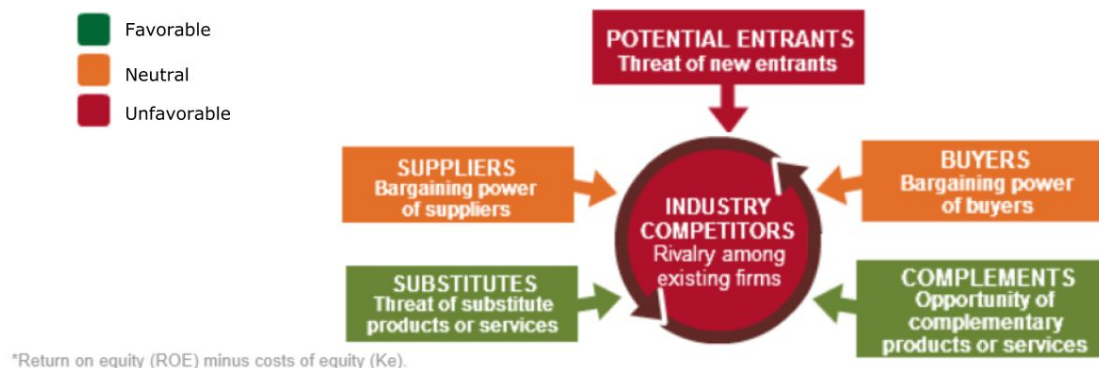 Favorable
Neutral
Unfavorable
POTENTIAL ENTRANTS
Threat of new entrants
SUPPLIERS
Bargaining power
of suppliers
BUYERS
Bargaining power
of buyers
INDUSTRY
COMPETITORS
Rivalry among
existing firms
SUBSTITUTES
Threat of substitute
products or services
COMPLEMENTS
Opportunity of
complementary
products or services
*Return on equity (ROE) minus costs of equity (Ke).